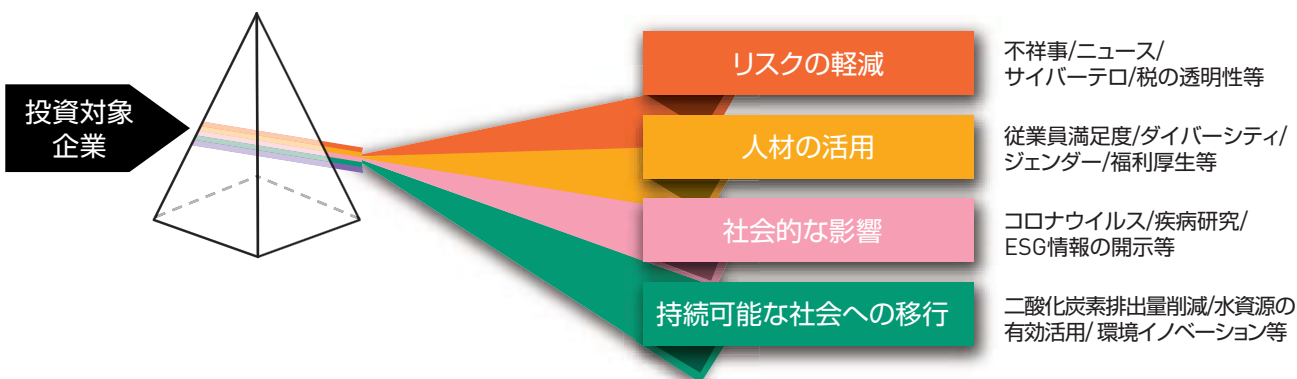 投資対象
企業
リスクの軽減
不祥事/ニュース/
サイバーテロ/税の透明性等
人材の活用
従業員満足度/ダイバーシティ/
ジェンダー/福利厚生等
社会的な影響
コロナウイルス/疾病研究/
ESG情報の開示等
持続可能な社会への移行
二酸化炭素排出量削減/水資源の
有効活用/ 環境イノベーション等